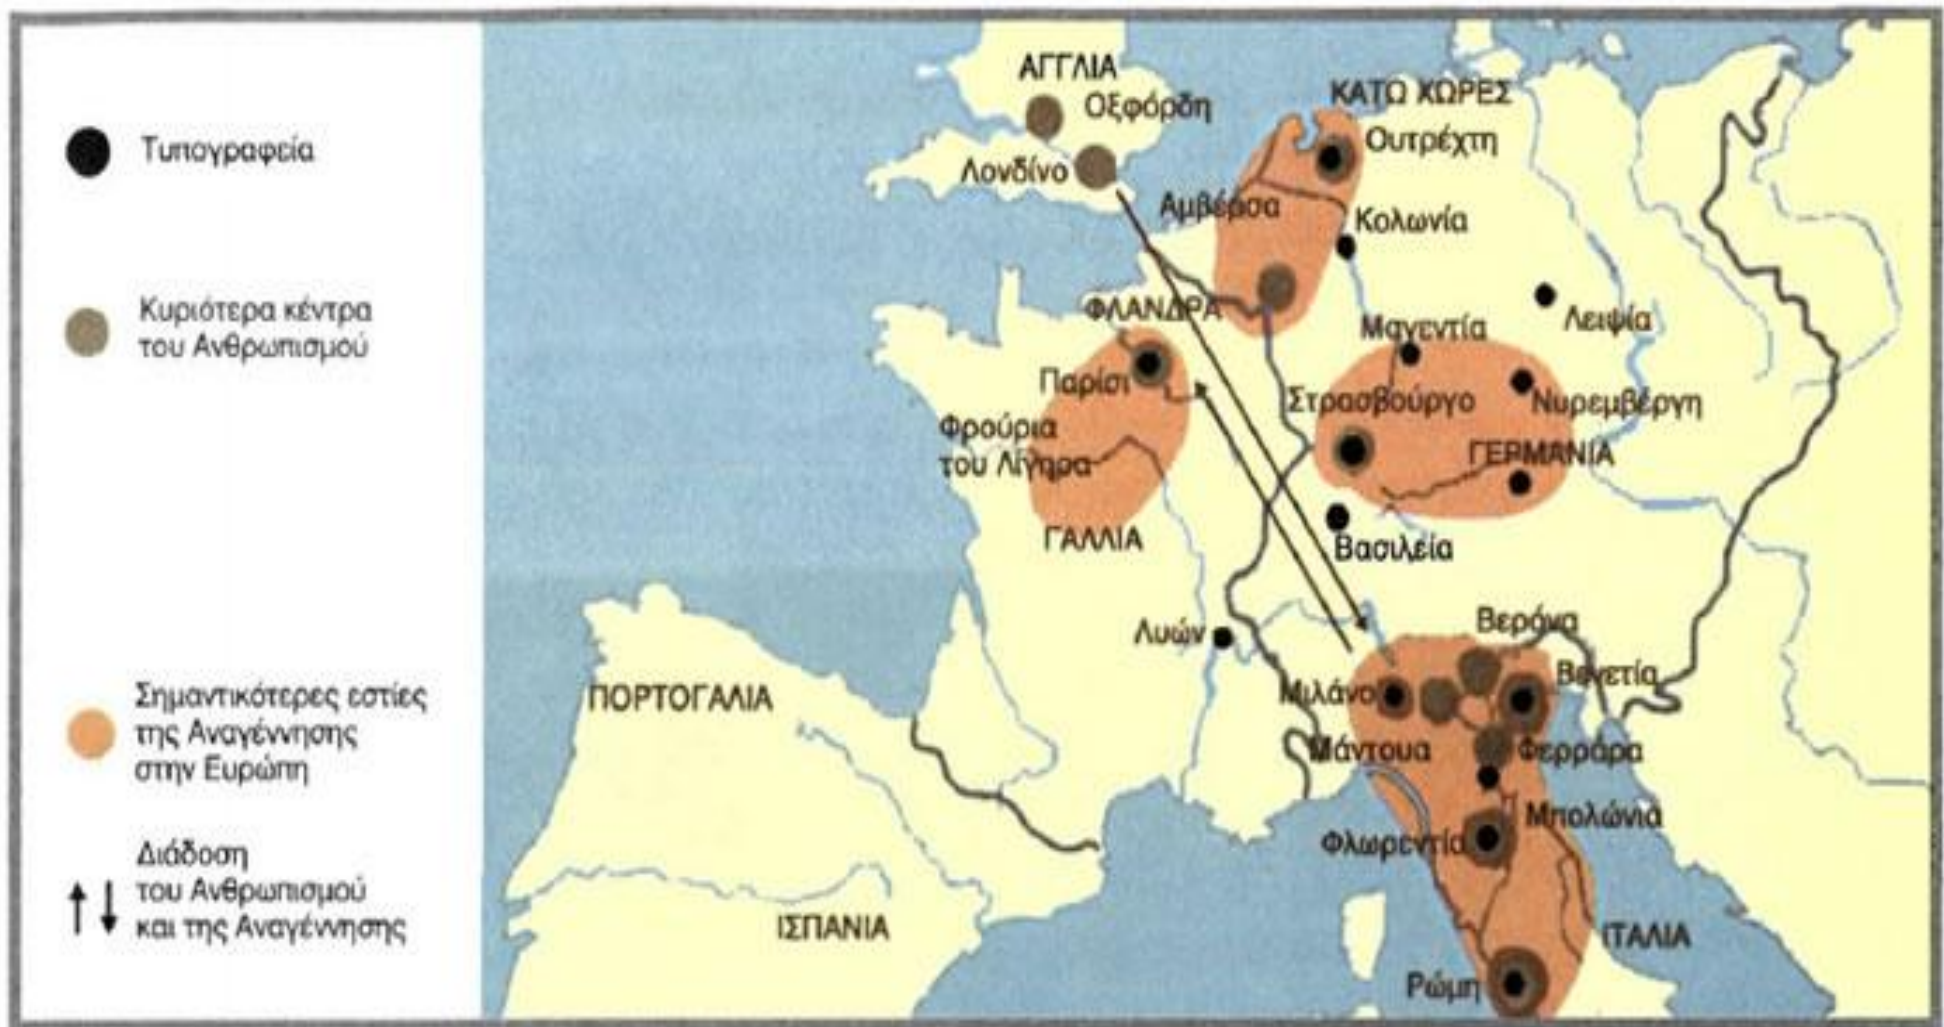 Τυπογραφεία
Κυριότερα κέντρα
του Ανθρωπισμού
Σημαντικότερες εστίες
της Αναγέννησης
στην Ευρώπη
Διάδοση
του Ανθρωπισμού
και της Αναγέννησης
ΑΓΓΛΙΑ
Οξφόρδη
Λονδίνο
ΚΑΤΩ ΧΩΡΕΣ
Ουτρέχτη
Αμβέρσα
Κολωνία
ΦΛΑΝΔΡΑ
Λειψία
Μαγεντία
Παρίσι
Στρασβούργο
Νυρεμβέργη
Φρούρια
του Λίγηρα
ΓΕΡΜΑΝΙΑ
ΓΑΛΛΙΑ
Βασιλεία
Λυών
Βερόνα
Βενετία
Μιλάνο
ΠΟΡΤΟΓΑΛΙΑ
Μάντουα
Φερράρα
Μπολώνια
Φλωρεντία
ΙΣΠΑΝΙΑ
ΙΤΑΛΙΑ
Ρώμη